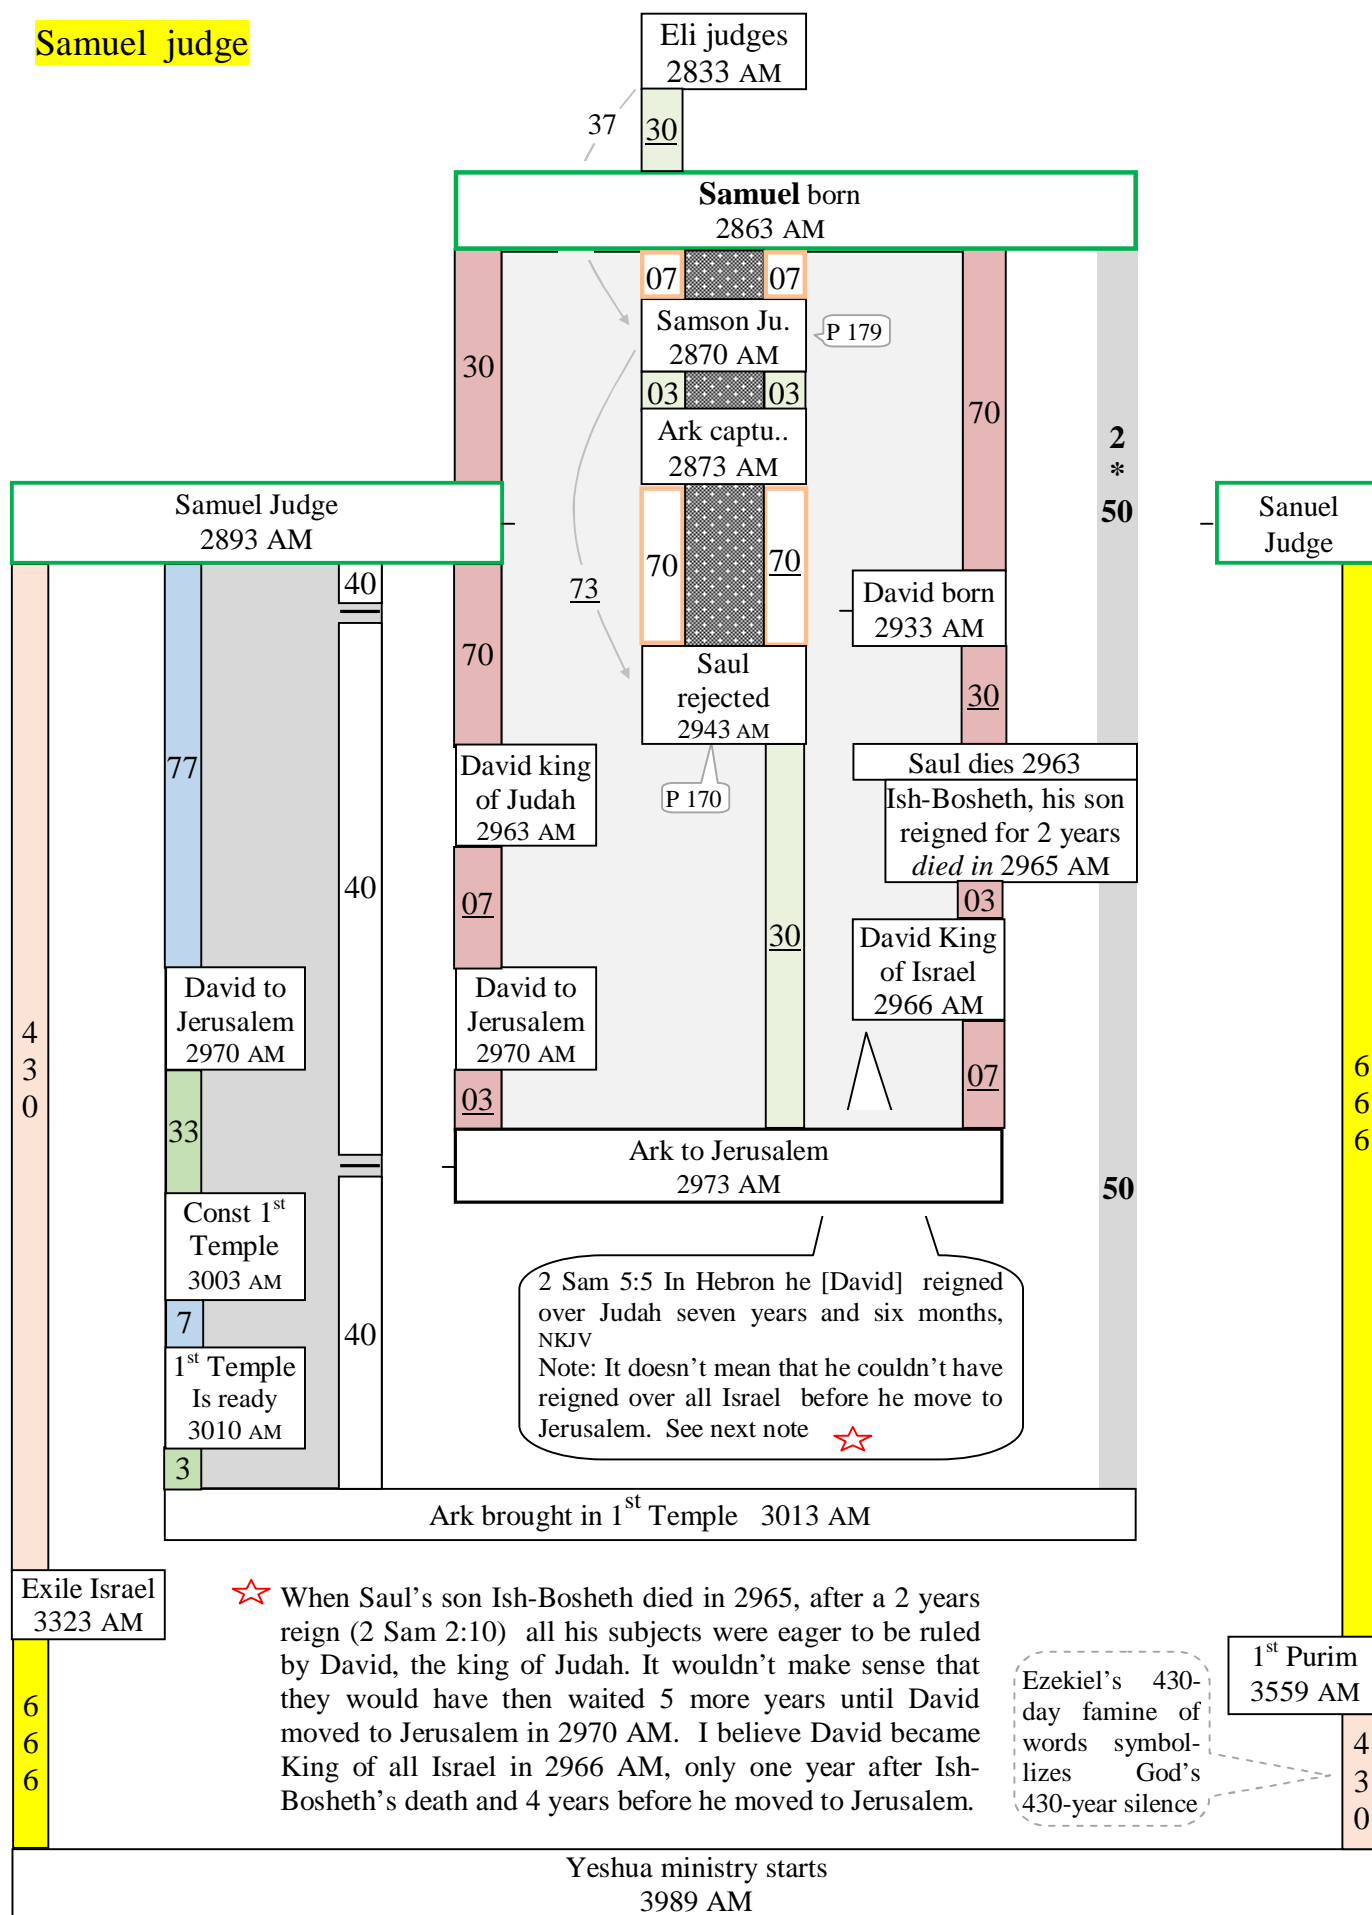 Samuel  judge
Eli judges
2833 AM
37
30
Samuel born
2863 AM
07
07
30
Samson Ju.
2870 AM
P 179
03
03
70
Ark captu..
2873 AM
2
*
50
Samuel Judge
2893 AM
Sanuel
Judge
40
70
70
73
David born
2933 AM
70
Saul
rejected
2943 AM
30
77
David king
of Judah
2963 AM
P 170
Saul dies 2963
Ish-Bosheth, his son
reigned for 2 years
died in 2965 AM
40
07
03
30
David King
of Israel
2966 AM
David to
Jerusalem
2970 AM
David to
Jerusalem
2970 AM
4
3
0
6
6
6
03
07
33
Ark to Jerusalem
2973 AM
50
Const 1st
Temple
3003 AM
2 Sam 5:5 In Hebron he [David] reigned
over Judah seven years and six months,
NKJV
Note: It doesn't mean that he couldn't have
reigned over all Israel before he move to
Jerusalem. See next note
7
40
1st Temple
Is ready
3010 AM
3
Ark brought in 1st Temple 3013 AM
Exile Israel
3323 AM
When Saul's son Ish-Bosheth died in 2965, after a 2 years
reign (2 Sam 2:10) all his subjects were eager to be ruled
by David, the king of Judah. It wouldn't make sense that
they would have then waited 5 more years until David
moved to Jerusalem in 2970 AM. I believe David became
King of all Israel in 2966 AM, only one year after Ish-
Bosheth's death and 4 years before he moved to Jerusalem.
Ezekiel's 430-
day famine of
words symbol-
lizes God's
430-year silence
1st Purim
3559 AM
6
6
6
4
3
0
Yeshua ministry starts
3989 AM